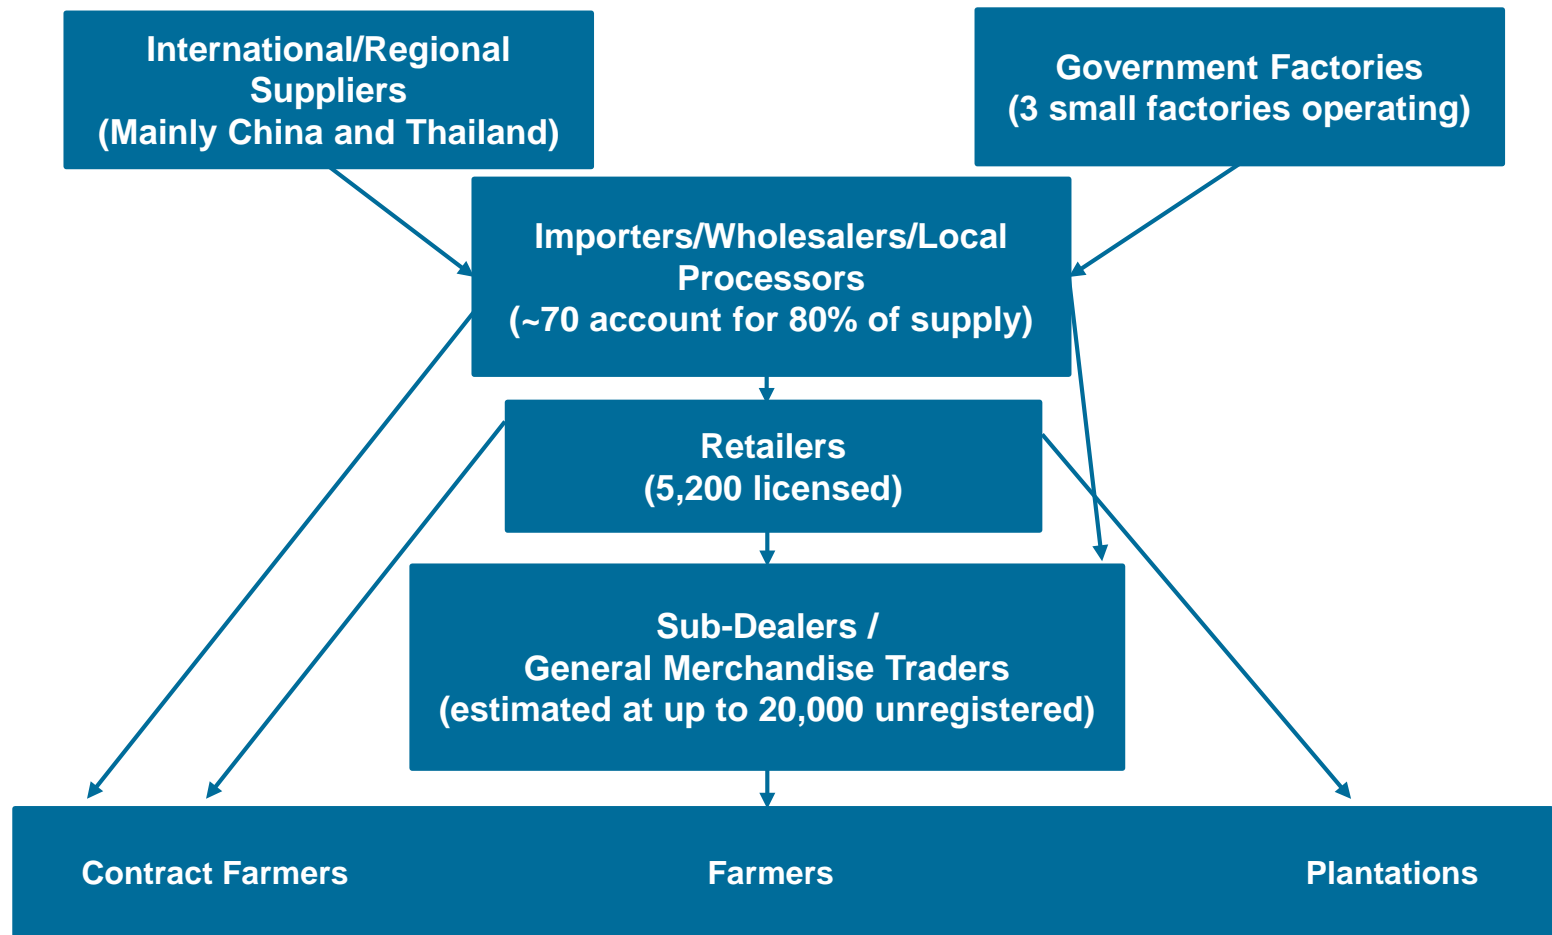 International/Regional
Suppliers
(Mainly China and Thailand)
Government Factories
(3 small factories operating)
Importers/Wholesalers/Local
Processors
(~70 account for 80% of supply)
Retailers
(5,200 licensed)
Sub-Dealers /
General Merchandise Traders
(estimated at up to 20,000 unregistered)
Contract Farmers
Farmers
Plantations